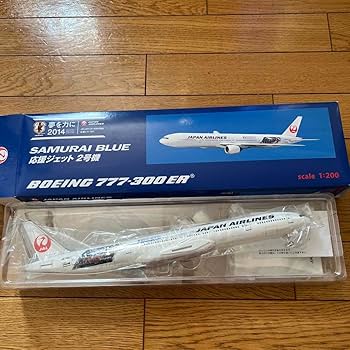 夢を力に
2014
SAMURAI BLUE
応援ジェット 2号機
JAPAN AIRLINES
BOEING 777-300ER®
scale 1:200
JAPAN AIRLINES
JAL